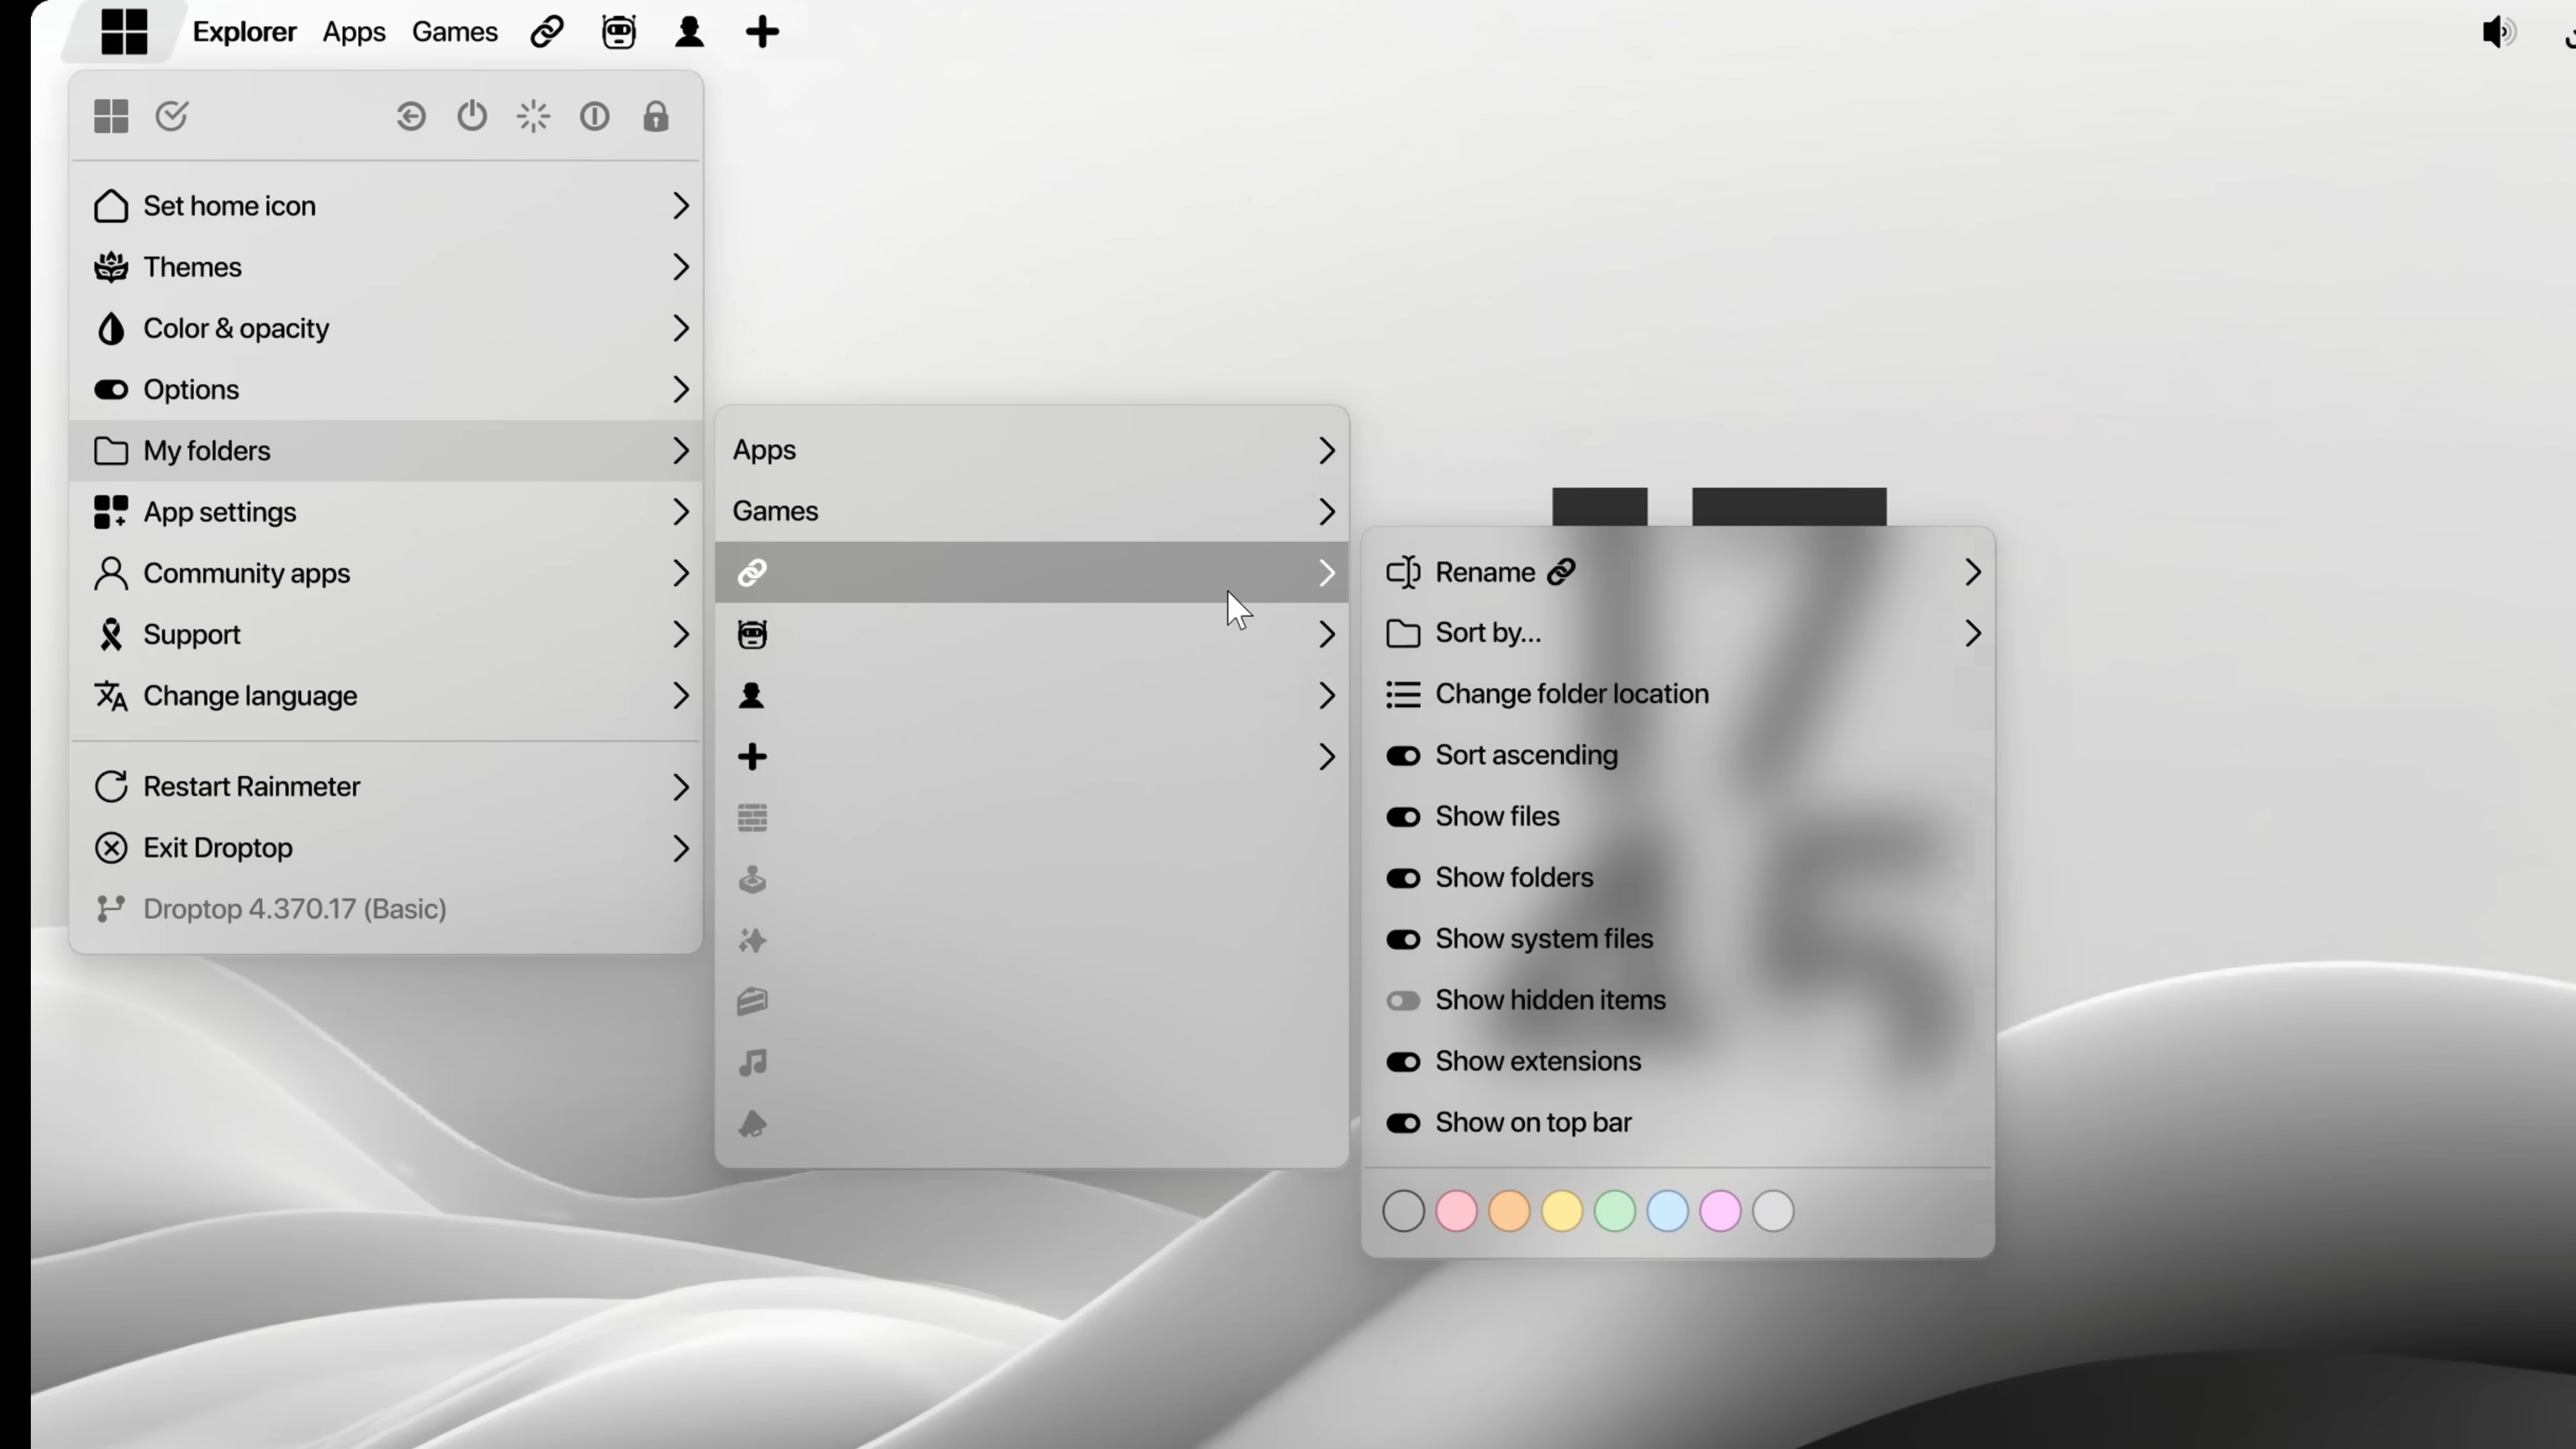 Explorer Apps Games
Set home icon
Themes
Color & opacity
Options
My folders
App settings
Community apps
Support
Change language
Restart Rainmeter
Exit Droptop
Droptop 4.370.17 (Basic)
Apps
Games
Rename
Sort by...
Change folder location
Sort ascending
Show files
Show folders
Show system files
Show hidden items
Show extensions
Show on top bar